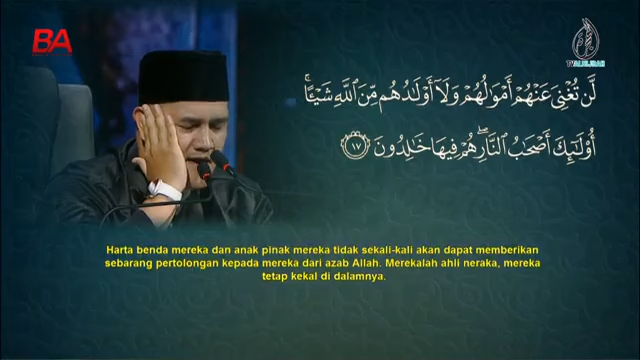 BA
TVALHIJRAH
لَّن تُغْنِيَ عَنْهُمْ أَمْوَٰلُهُمْ وَلَآ أَوْلَـٰدُهُم مِّنَ ٱللَّهِ شَيْـًٔا ۚ
أُو۟لَـٰٓئِكَ أَصْحَـٰبُ ٱلنَّارِ ۖ هُمْ فِيهَا خَـٰلِدُونَ ١٧
Harta benda mereka dan anak pinak mereka tidak sekali-kali akan dapat memberikan
sebarang pertolongan kepada mereka dari azab Allah. Merekalah ahli neraka, mereka
tetap kekal di dalamnya.